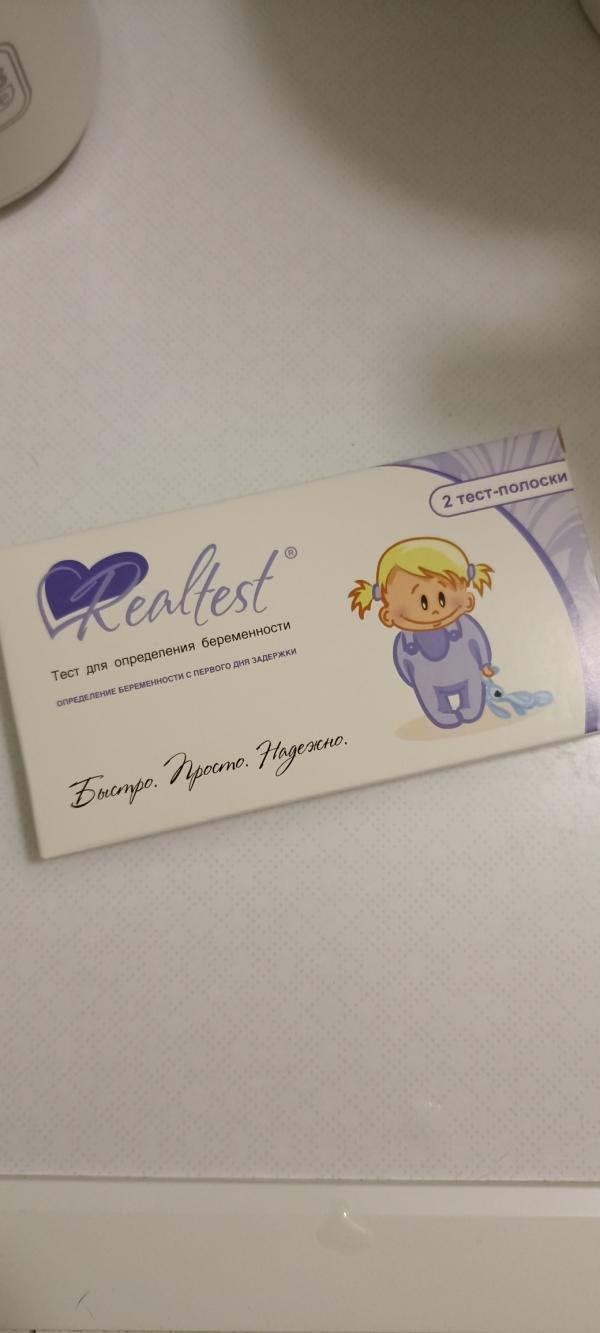 2 тест-полоски
Realtest®
Тест для определения беременности
ОПРЕДЕЛЕНИЕ БЕРЕМЕННОСТИ С ПЕРВОГО ДНЯ ЗАДЕРЖКИ
Быстро. Просто. Надежно.